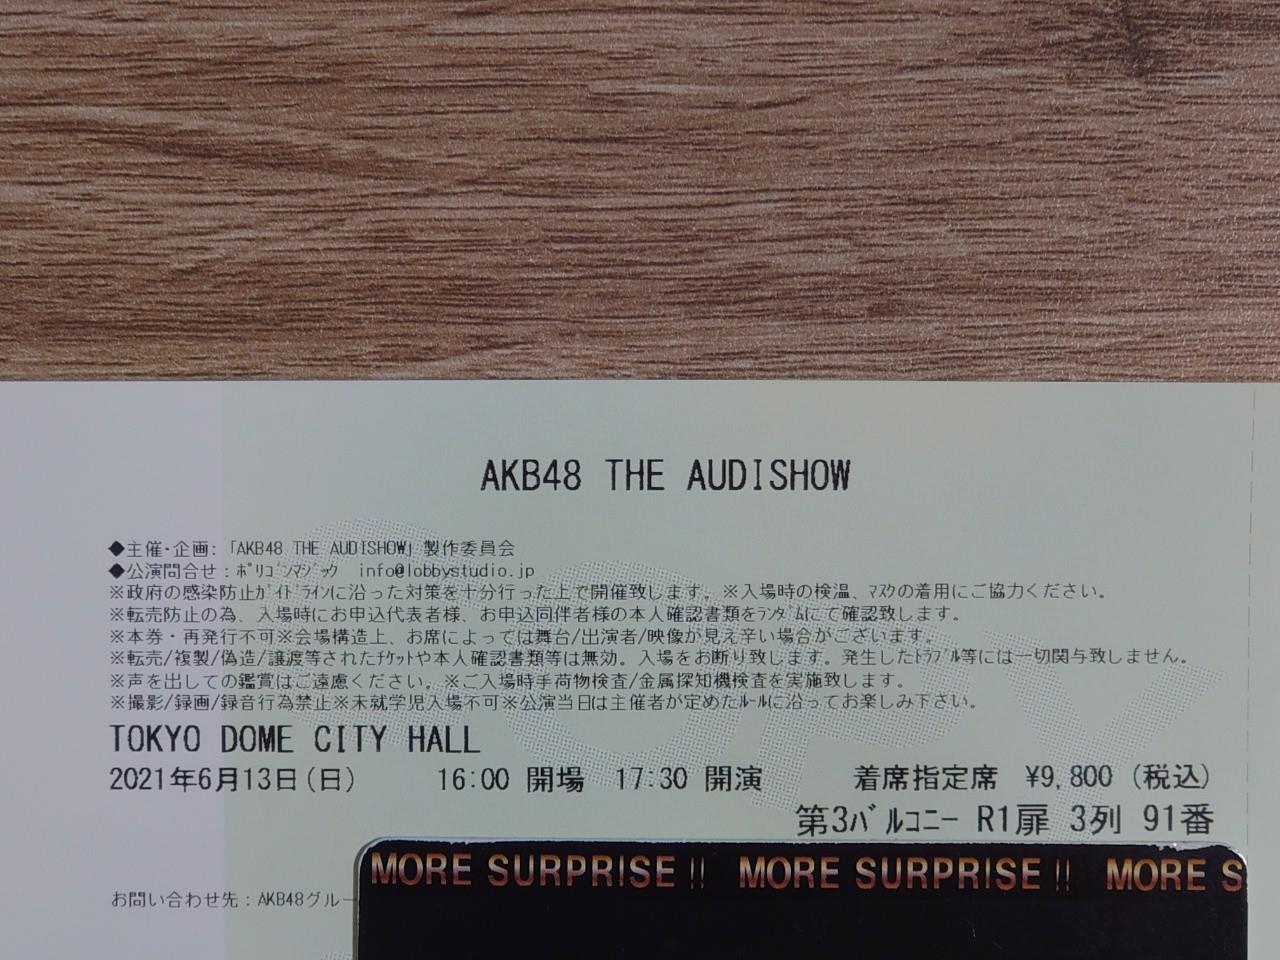 AKB48 THE AUDISHOW
◆主催・企画:「AKB48 THE AUDISHOW」製作委員会
◆公演問合せ:ﾎﾟﾘｺﾞﾝﾏｼﾞｯｸ info@lobbystudio.jp
※政府の感染防止ｶﾞｲﾄﾞﾗｲﾝに沿った対策を十分行った上で開催致します。※入場時の検温、ﾏｽｸの着用にご協力ください。
※転売防止の為、入場時にお申込代表者様、お申込同伴者様の本人確認書類をﾗﾝﾀﾞﾑにて確認致します。
※本券・再発行不可※会場構造上、お席によっては舞台/出演者/映像が見え辛い場合がございます。
※転売/複製/偽造/譲渡等されたﾁｹｯﾄや本人確認書類等は無効。入場をお断り致します。発生したﾄﾗﾌﾞﾙ等には一切関与致しません。
※声を出しての鑑賞はご遠慮ください。※ご入場時手荷物検査/金属探知機検査を実施致します。
※撮影/録画/録音行為禁止※未就学児入場不可※公演当日は主催者が定めたﾙｰﾙに沿ってお楽しみ下さい。
TOKYO DOME CITY HALL
2021年6月13日(日) 16:00 開場 17:30 開演 着席指定席 ¥9,800 (税込)
第3ﾊﾞﾙｺﾆｰ R1扉 3列 91番
MORE SURPRISE!! MORE SURPRISE!! MORE S
お問い合わせ先:AKB48グルー